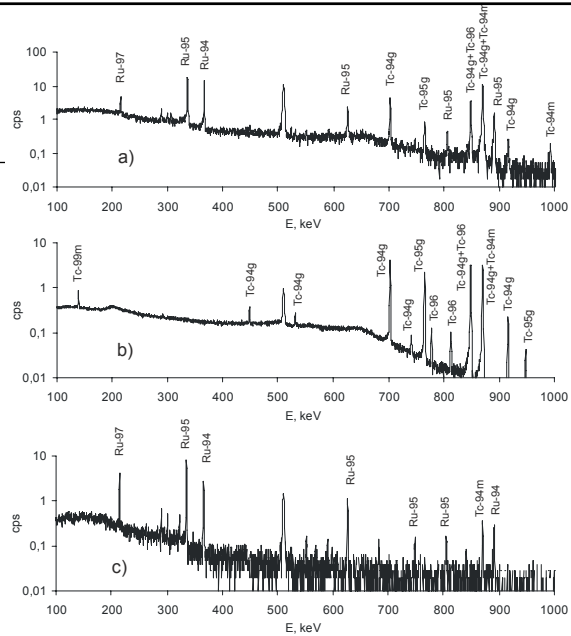 Ru-97
Ru-95
Ru-94
Ru-95
Tc-94g
Tc-95g
Ru-95
Tc-94g+Tc-96
Tc-94g+Tc-94m
Ru-95
Tc-94g
Tc-94m
100
10
1
0,1
0,01
cps
a)
100 200 300 400 500 600 700 800 900 1000
E, keV
Tc-99m
Tc-94g
Tc-94g
Tc-94g
Tc-94g
Tc-95g
Tc-96
Tc-96
Tc-94g+Tc-96
Tc-94g+Tc-94m
Tc-94g
Tc-95g
10
1
0,1
0,01
cps
b)
100 200 300 400 500 600 700 800 900 1000
E, keV
Ru-97
Ru-95
Ru-94
Ru-95
Ru-95
Ru-95
Tc-94m
Ru-94
10
1
0,1
0,01
cps
c)
100 200 300 400 500 600 700 800 900 1000
E, keV